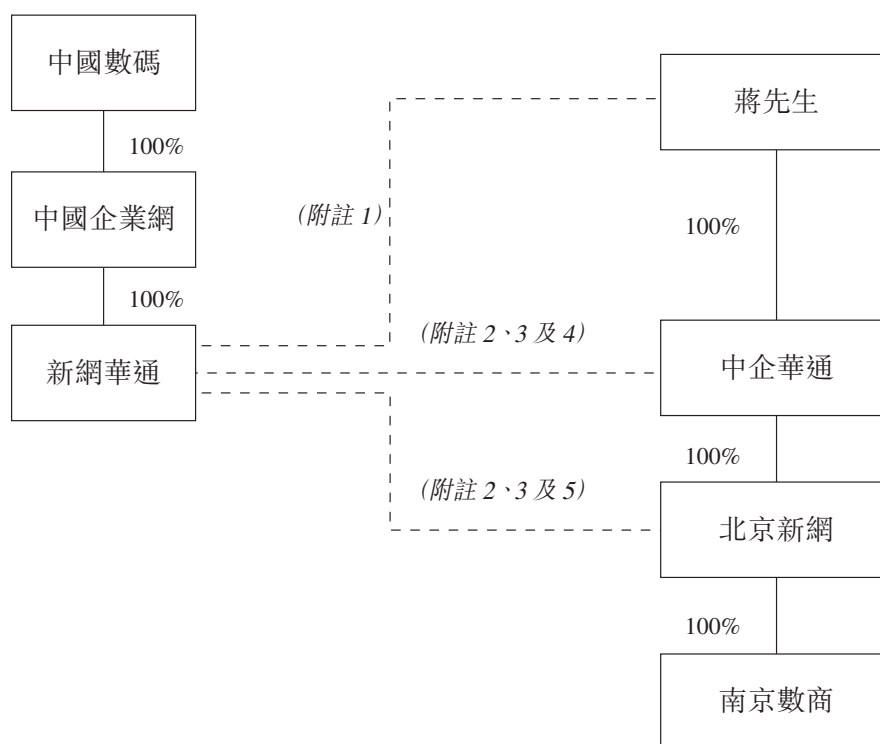 中國數碼
蔣先生
100%
中國企業網
(附註 1)
100%
100%
新網華通
(附註 2、3 及 4)
中企華通
100%
(附註 2、3 及 5)
北京新網
100%
南京數商